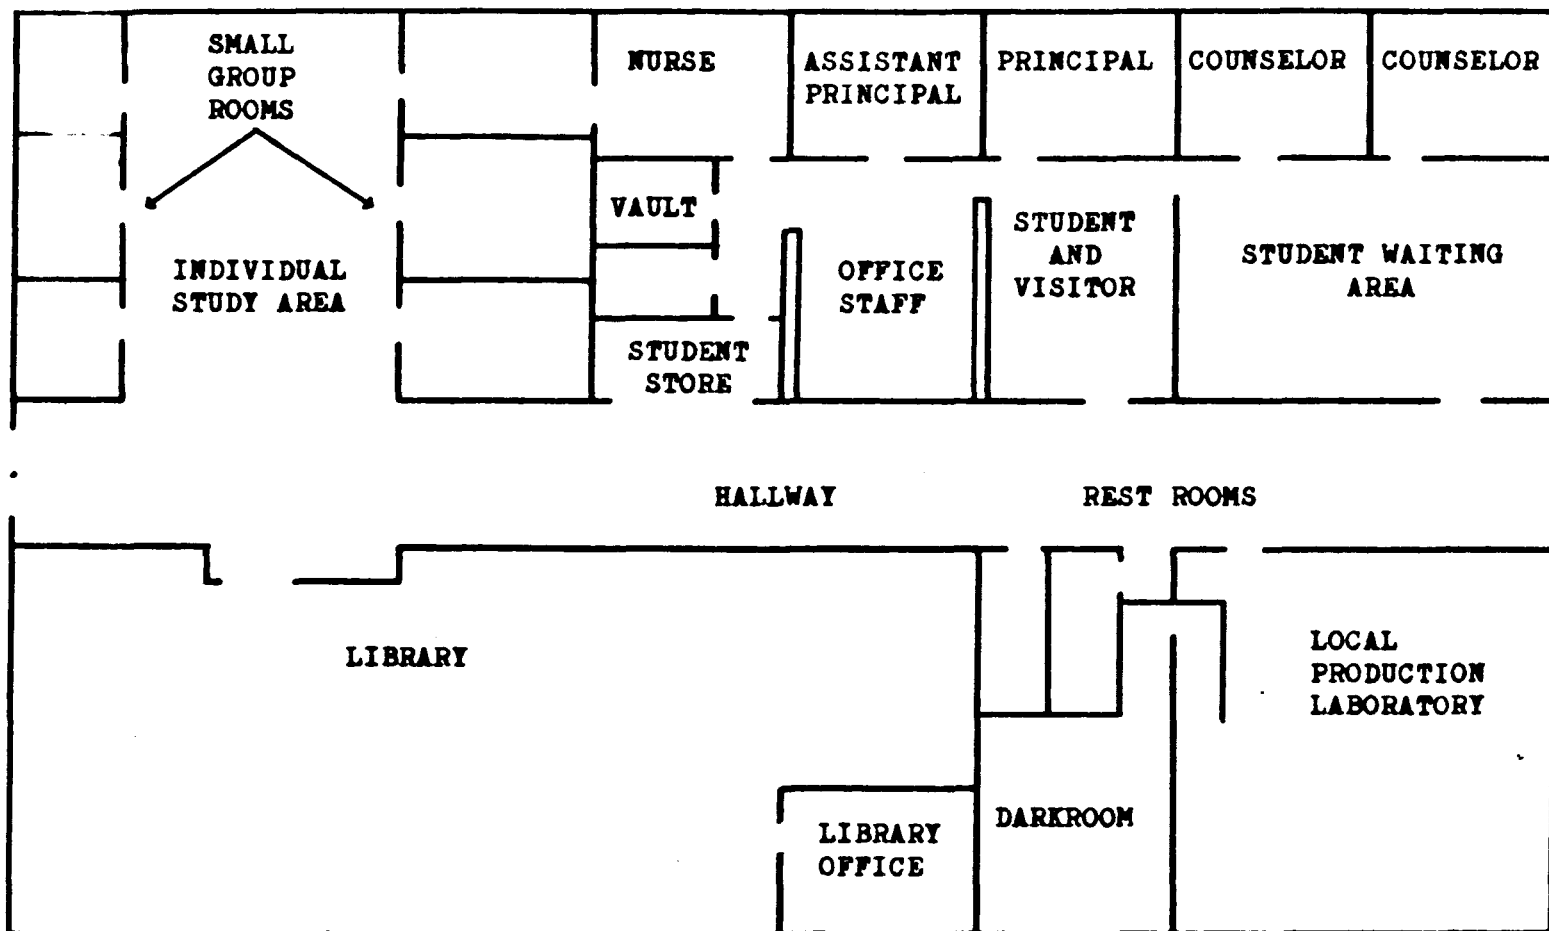 SMALL
GROUP
ROOMS
NURSE
ASSISTANT
PRINCIPAL
PRINCIPAL
COUNSELOR
COUNSELOR
VAULT
INDIVIDUAL
STUDY AREA
OFFICE
STAFF
STUDENT
AND
VISITOR
STUDENT WAITING
AREA
STUDENT
STORE
HALLWAY
REST ROOMS
LIBRARY
LOCAL
PRODUCTION
LABORATORY
LIBRARY
OFFICE
DARKROOM